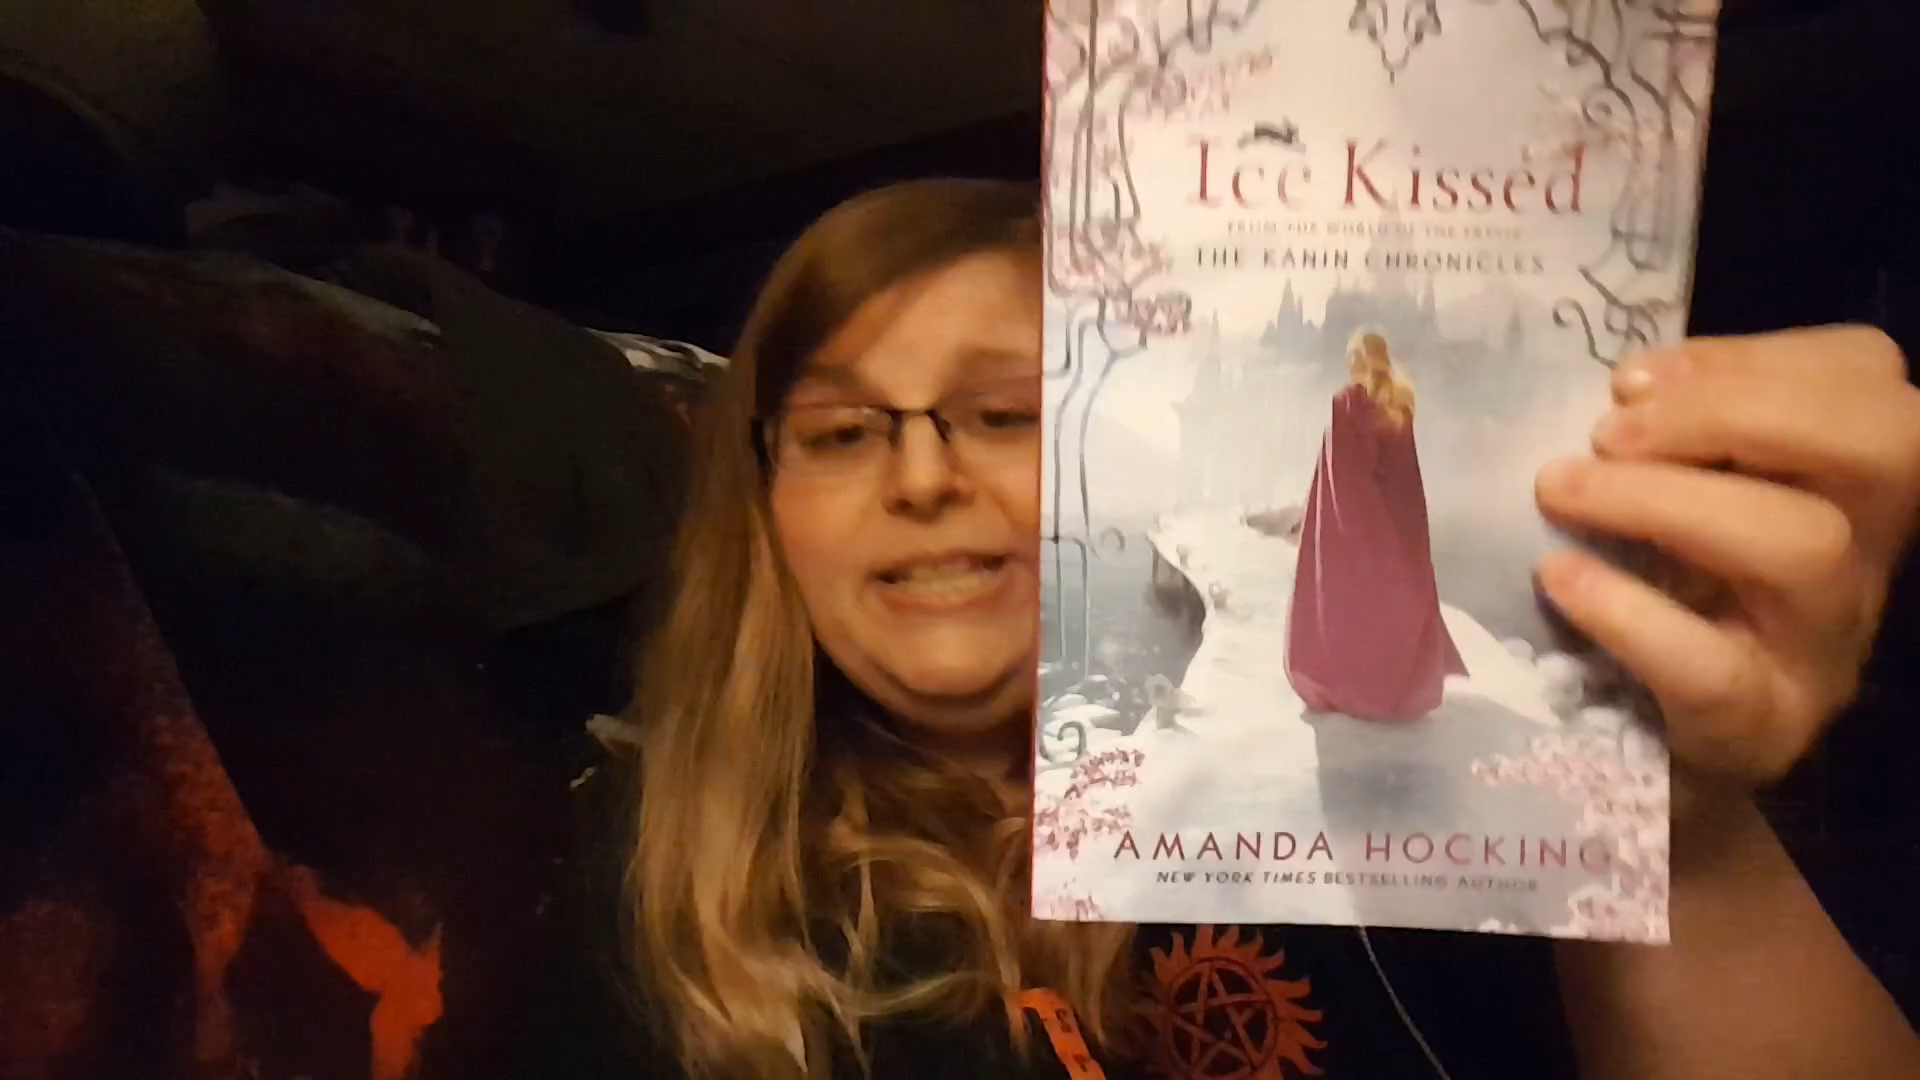 Ice Kissed
FROM THE WORLD OF THE TRYLLE
THE KANIN CHRONICLES
AMANDA HOCKING
NEW YORK TIMES BESTSELLING AUTHOR